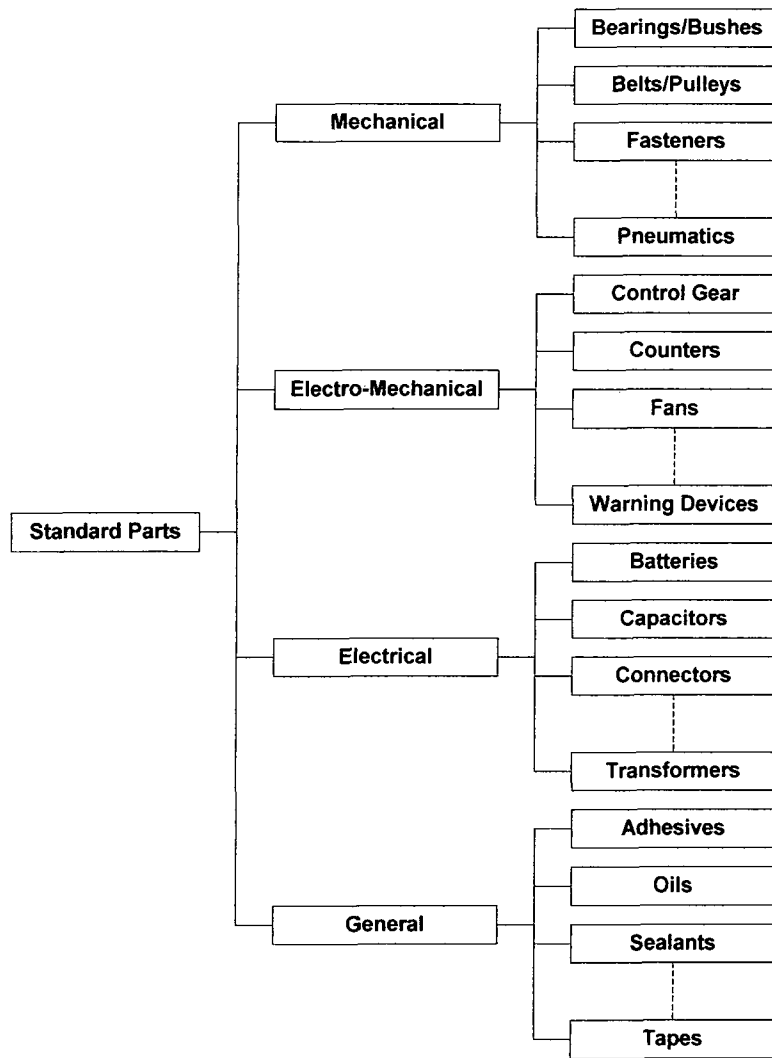 Standard Parts
Mechanical
Bearings/Bushes
Belts/Pulleys
Fasteners
Pneumatics
Electro-Mechanical
Control Gear
Counters
Fans
Warning Devices
Electrical
Batteries
Capacitors
Connectors
Transformers
General
Adhesives
Oils
Sealants
Tapes